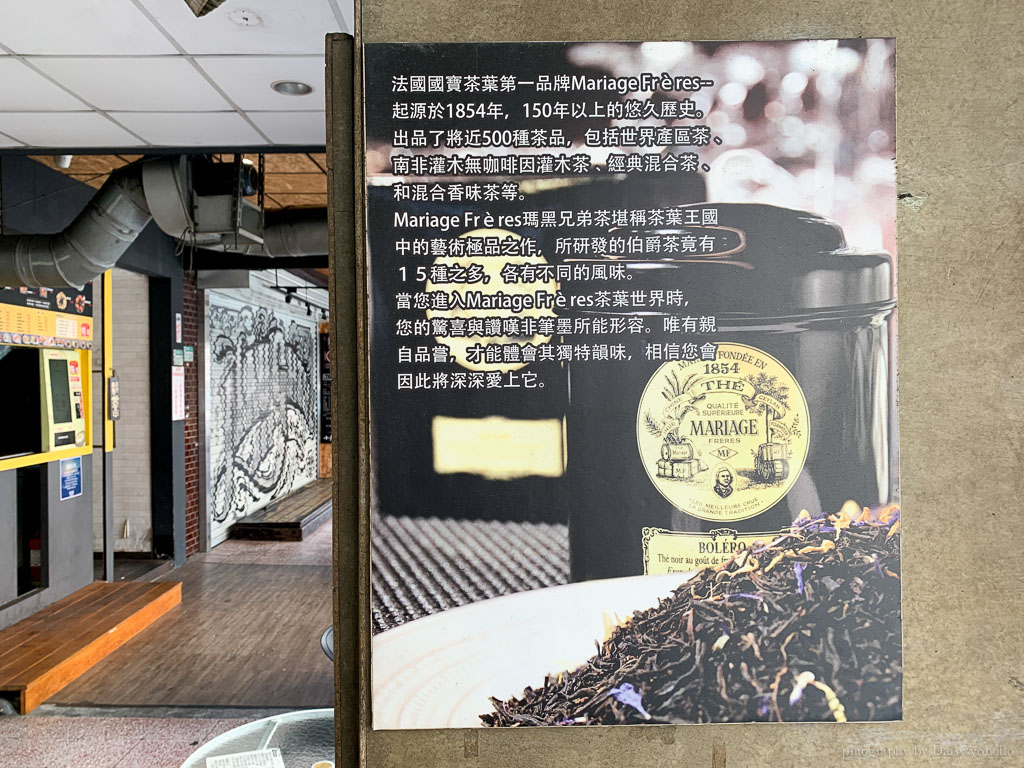 法國國寶茶葉第一品牌Mariage Fr è res--
起源於1854年，150年以上的悠久歷史。
出品了將近500種茶品，包括世界產區茶、
南非灌木無咖啡因灌木茶、經典混合茶、
和混合香味茶等。
Mariage Fr è res瑪黑兄弟茶堪稱茶葉王國
中的藝術極品之作，所研發的伯爵茶竟有
１５種之多，各有不同的風味。
當您進入Mariage Fr è res茶葉世界時，
您的驚喜與讚嘆非筆墨所能形容。唯有親
自品嘗，才能體會其獨特韻味，相信您會
因此將深深愛上它。
FONDÉE EN
1854
THÉ
CHINE
CEYLAN
QUALITÉ
SUPÉRIEURE
MARIAGE
FRERES
MF
BOLÉRO
Thé noir au goût de
photography by